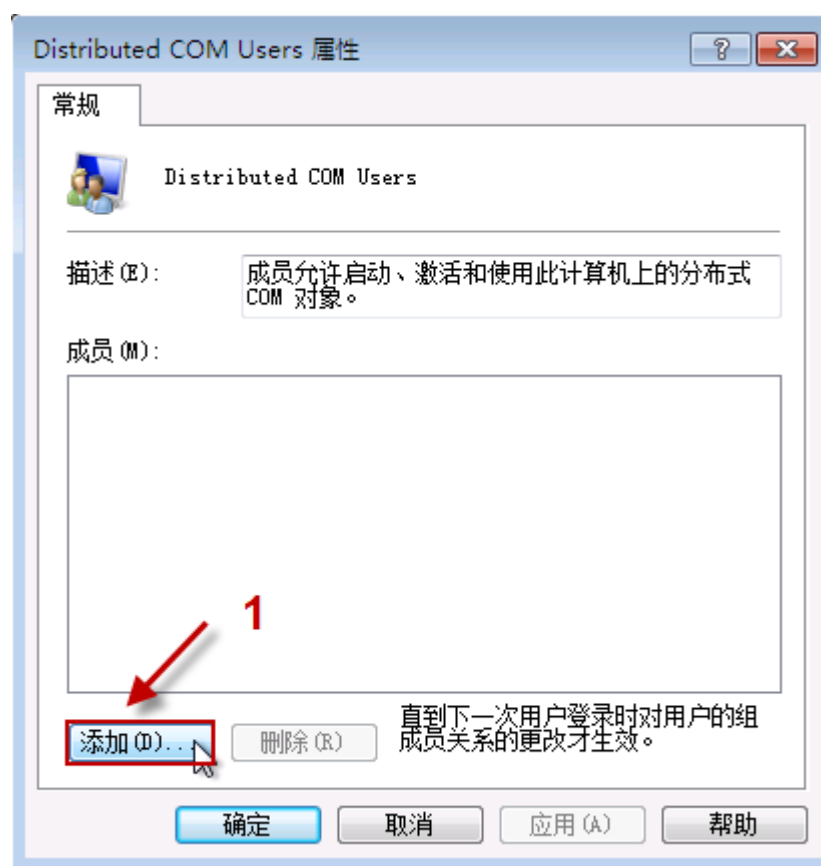 Distributed COM Users 属性
常规
Distributed COM Users
描述(E):
成员允许启动、激活和使用此计算机上的分布式
COM 对象。
成员(M):
1
添加(D)...
删除(R)
直到下一次用户登录时对用户的组
成员关系的更改才生效。
确定
取消
应用(A)
帮助